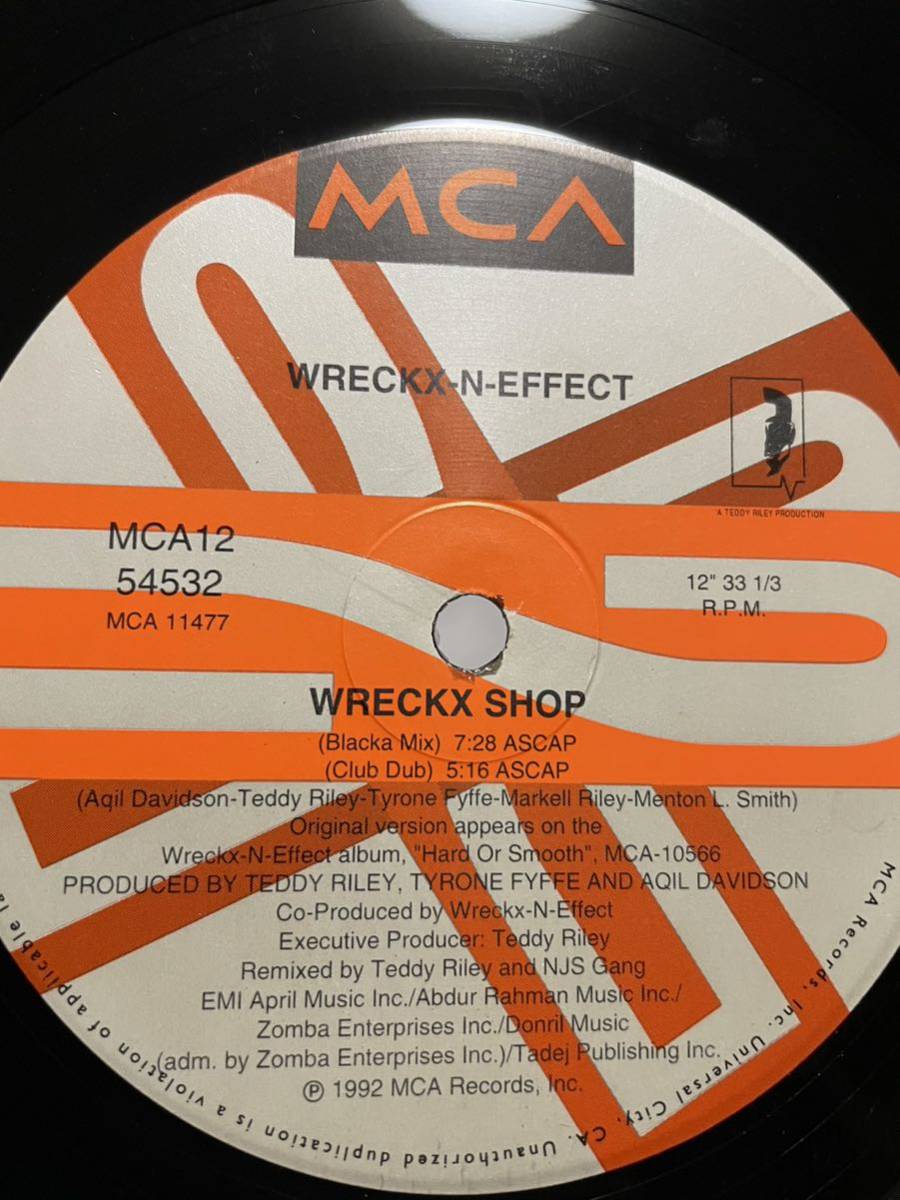 MCA
WRECKX-N-EFFECT
A TEDDY RILEY PRODUCTION
MCA12
54532
MCA 11477
12" 33 1/3
R.P.M.
WRECKX SHOP
(Blacka Mix) 7:28 ASCAP
(Club Dub) 5:16 ASCAP
(Aqil Davidson-Teddy Riley-Tyrone Fyffe-Markell Riley-Menton L. Smith)
Original version appears on the
Wreckx-N-Effect album, "Hard Or Smooth", MCA-10566
PRODUCED BY TEDDY RILEY, TYRONE FYFFE AND AQIL DAVIDSON
Co-Produced by Wreckx-N-Effect
Executive Producer: Teddy Riley
Remixed by Teddy Riley and NJS Gang
EMI April Music Inc./Abdur Rahman Music Inc./
Zomba Enterprises Inc./Donril Music
(adm. by Zomba Enterprises Inc.)/Tadej Publishing Inc.
℗ 1992 MCA Records, Inc.
MCA Records, Inc. Universal City, CA. Unauthorized duplication is a violation of applicable